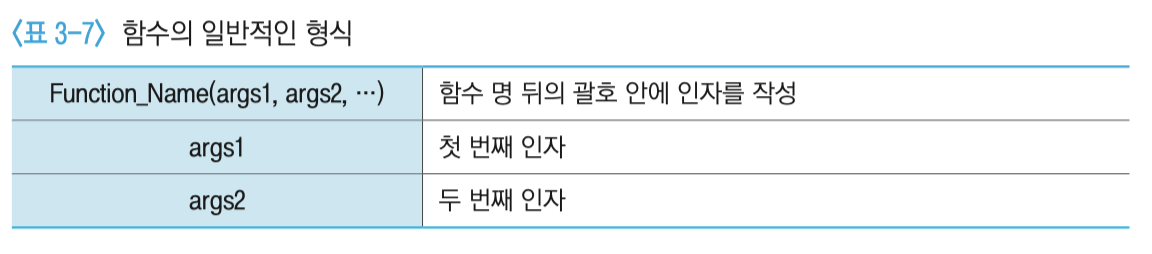 〈표 3-7〉 함수의 일반적인 형식
Function_Name(args1, args2, ⋯) 함수 명 뒤의 괄호 안에 인자를 작성
args1 첫 번째 인자
args2 두 번째 인자